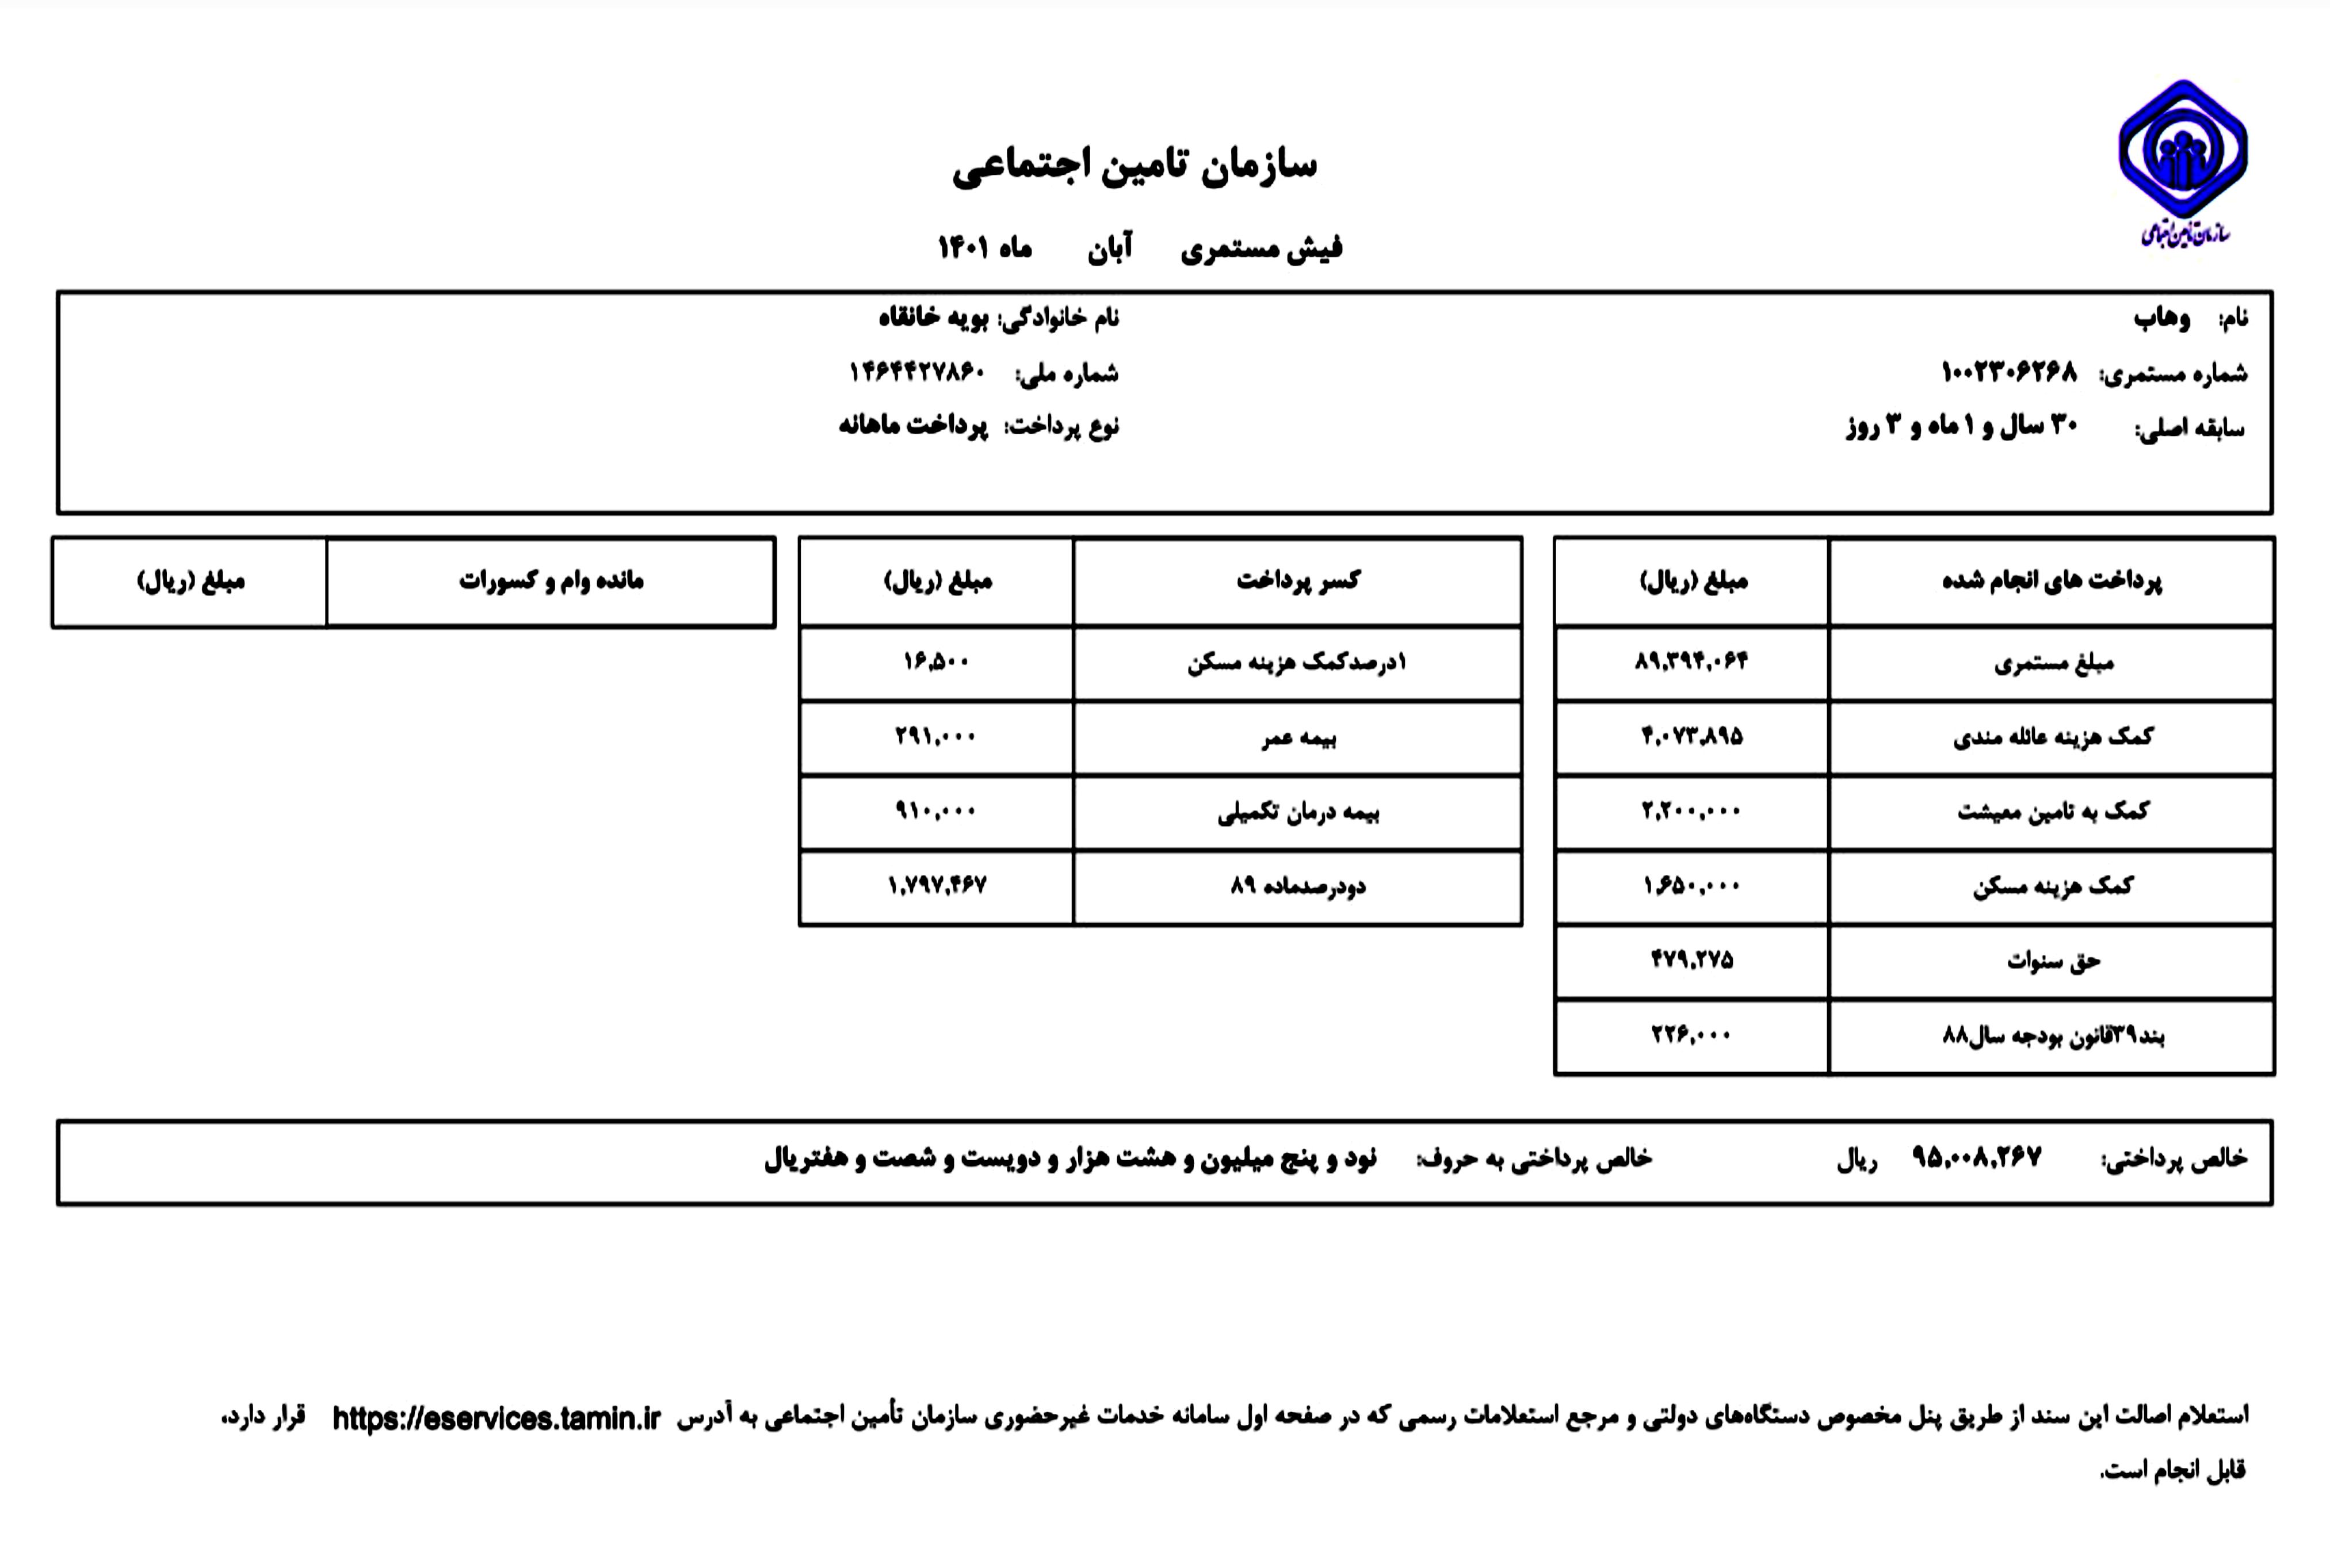 سازمان تامین اجتماعی
سازمان تامین اجتماعی
فیش مستمری آبان ماه ۱۴۰۱
نام: وهاب نام خانوادگی: بویه خانقاه
شماره مستمری: ۱۰۰۲۳۰۶۲۶۸ شماره ملی: ۱۴۶۴۴۲۷۸۶۰
سابقه اصلی: ۳۰ سال و ۱ ماه و ۳ روز نوع پرداخت: پرداخت ماهانه
پرداخت های انجام شده مبلغ (ریال) کسر پرداخت مبلغ (ریال) مانده وام و کسورات مبلغ (ریال)
مبلغ مستمری ۸۹,۳۹۴,۰۶۴ ۱درصدکمک هزینه مسکن ۱۶,۵۰۰
کمک هزینه عائله مندی ۴,۰۷۳,۸۹۵ بیمه عمر ۲۹۱,۰۰۰
کمک به تامین معیشت ۲,۲۰۰,۰۰۰ بیمه درمان تکمیلی ۹۱۰,۰۰۰
کمک هزینه مسکن ۱,۶۵۰,۰۰۰ دودرصدماده ۸۹ ۱,۷۹۷,۴۶۷
حق سنوات ۴۷۹,۲۷۵
بند۳۹قانون بودجه سال۸۸ ۲۲۶,۰۰۰
خالص پرداختی: ۹۵,۰۰۸,۲۶۷ ریال خالص پرداختی به حروف: نود و پنج میلیون و هشت هزار و دویست و شصت و هفتریال
استعلام اصالت این سند از طریق پنل مخصوص دستگاه‌های دولتی و مرجع استعلامات رسمی که در صفحه اول سامانه خدمات غیرحضوری سازمان تأمین اجتماعی به آدرس https://eservices.tamin.ir قرار دارد،
قابل انجام است.